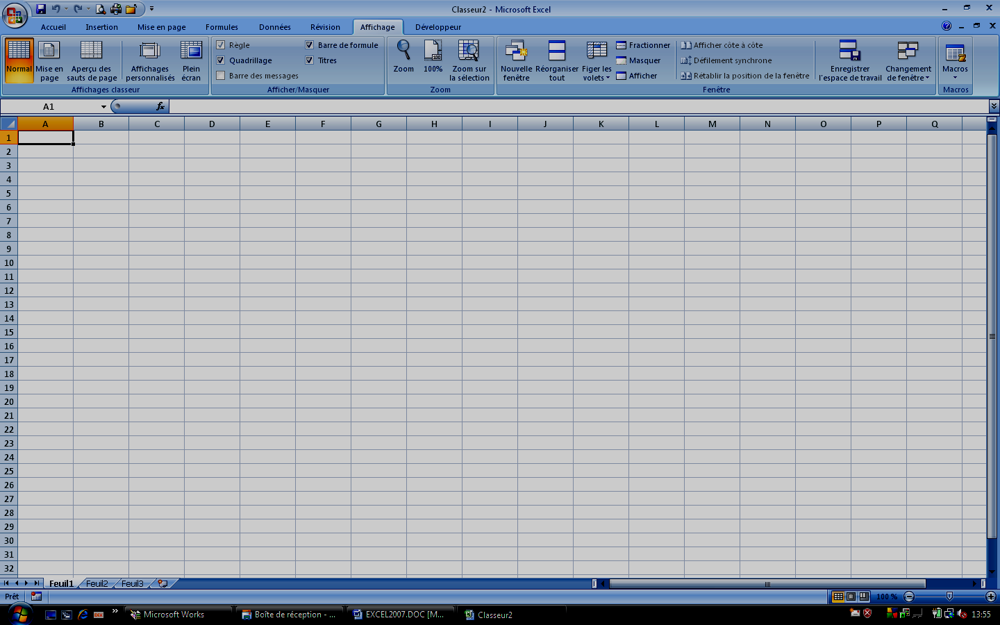 Classeur2 - Microsoft Excel
Accueil Insertion Mise en page Formules Données Révision Affichage Développeur
Normal
Mise en page
Aperçu des sauts de page
Affichages personnalisés
Plein écran
Affichages classeur
Règle
Quadrillage
Barre des messages
Barre de formule
Titres
Afficher/Masquer
Zoom
100%
Zoom sur la sélection
Zoom
Nouvelle fenêtre
Réorganiser tout
Figer les volets
Fractionner
Masquer
Afficher
Afficher côte à côte
Défilement synchrone
Rétablir la position de la fenêtre
Enregistrer l'espace de travail
Changement de fenêtre
Fenêtre
Macros
Macros
A1 fx
A B C D E F G H I J K L M N O P Q
1
2
3
4
5
6
7
8
9
10
11
12
13
14
15
16
17
18
19
20
21
22
23
24
25
26
27
28
29
30
31
32
Feuil1 Feuil2 Feuil3
Prêt 100 %
Microsoft Works Boîte de réception - ... EXCEL2007.DOC [M... Classeur2 13:55